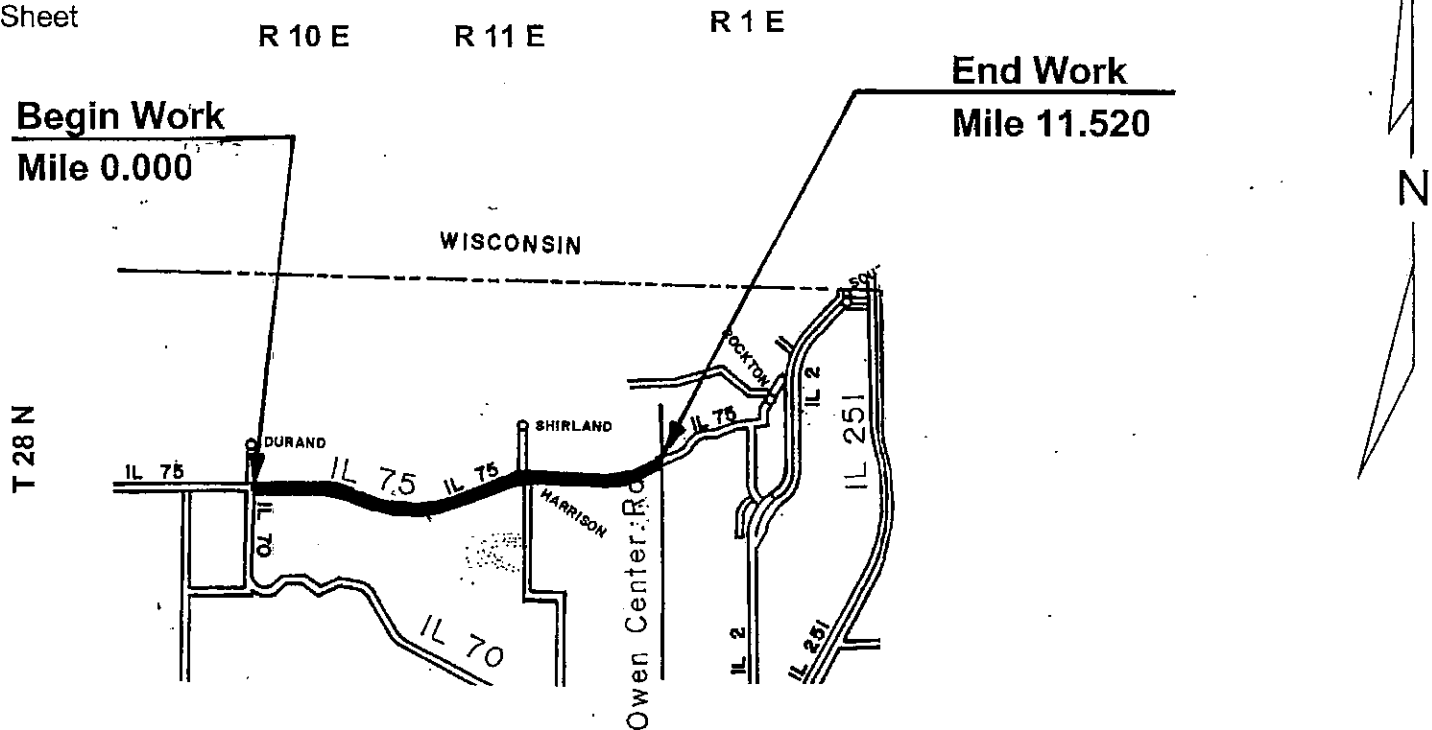 Sheet
R 10 E
R 11 E
R 1 E
Begin Work
Mile 0.000
End Work
Mile 11.520
N
WISCONSIN
SOU-
T 28 N
DURAND
SHIRLAND
ROCKTON
IL
IL 2
IL 75
IL 251
IL 75
IL 75
IL 75
HARRISON
IL 70
Owen Center Rd
IL 70
IL 2
IL 251